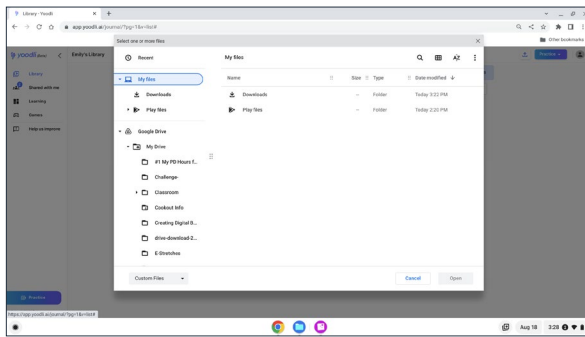 Library - Yoodli
app.yoodli.ai/journal/?pg=1&s=list#
Other bookmarks
Select one or more files
yoodli
Emily's Library
Practice
Library
Shared with me
Learning
Games
Help us improve
Recent
My files
Downloads
Play files
Google Drive
My Drive
#1 My PD Hours f...
Challenge-
Classroom
Cookout Info
Creating Digital B...
drive-download-2...
E-Stretches
My files
Name
Size
Type
Date modified
Downloads
--
Folder
Today 3:22 PM
Play files
--
Folder
Today 2:20 PM
Custom Files
Cancel
Open
Practice
https://app.yoodli.ai/journal/?pg=1&s=list#
Aug 18
3:28